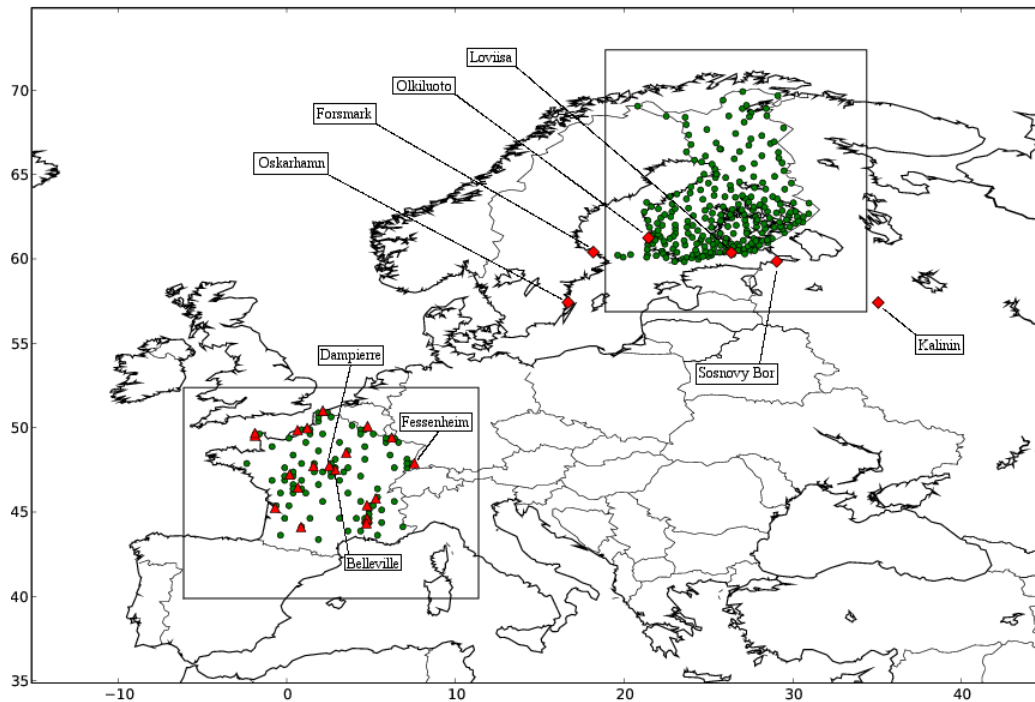 Loviisa
Olkiluoto
Forsmark
Oskarhamn
Kalinin
Sosnovy Bor
Dampierre
Fessenheim
Belleville
70
65
60
55
50
45
40
35
−10
0
10
20
30
40